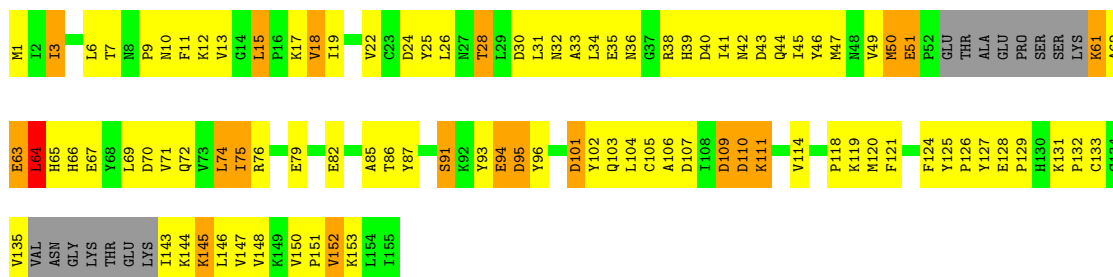 M1 I2 I3 L6 T7 N8 P9 N10 F11 K12 V13 G14 L15 P16 K17 V18 I19 V22 C23 D24 Y25 L26 N27 T28 L29 D30 L31 N32 A33 L34 E35 N36 G37 R38 H39 D40 I41 N42 D43 Q44 I45 Y46 M47 N48 V49 M50 E51 P52 GLU THR ALA GLU PRO SER SER LYS K61
E63 L64 H65 H66 E67 Y68 L69 D70 V71 Q72 V73 L74 I75 R76 E79 E82 A85 T86 Y87 S91 K92 Y93 E94 D95 Y96 D101 Y102 Q103 L104 C105 A106 D107 I108 D109 D110 K111 V114 P118 K119 M120 F121 F124 Y125 P126 Y127 E128 P129 H130 K131 P132 C133
V135 VAL ASN GLY LYS THR GLU LYS I143 K144 K145 L146 V147 V148 K149 V150 P151 V152 K153 L154 I155